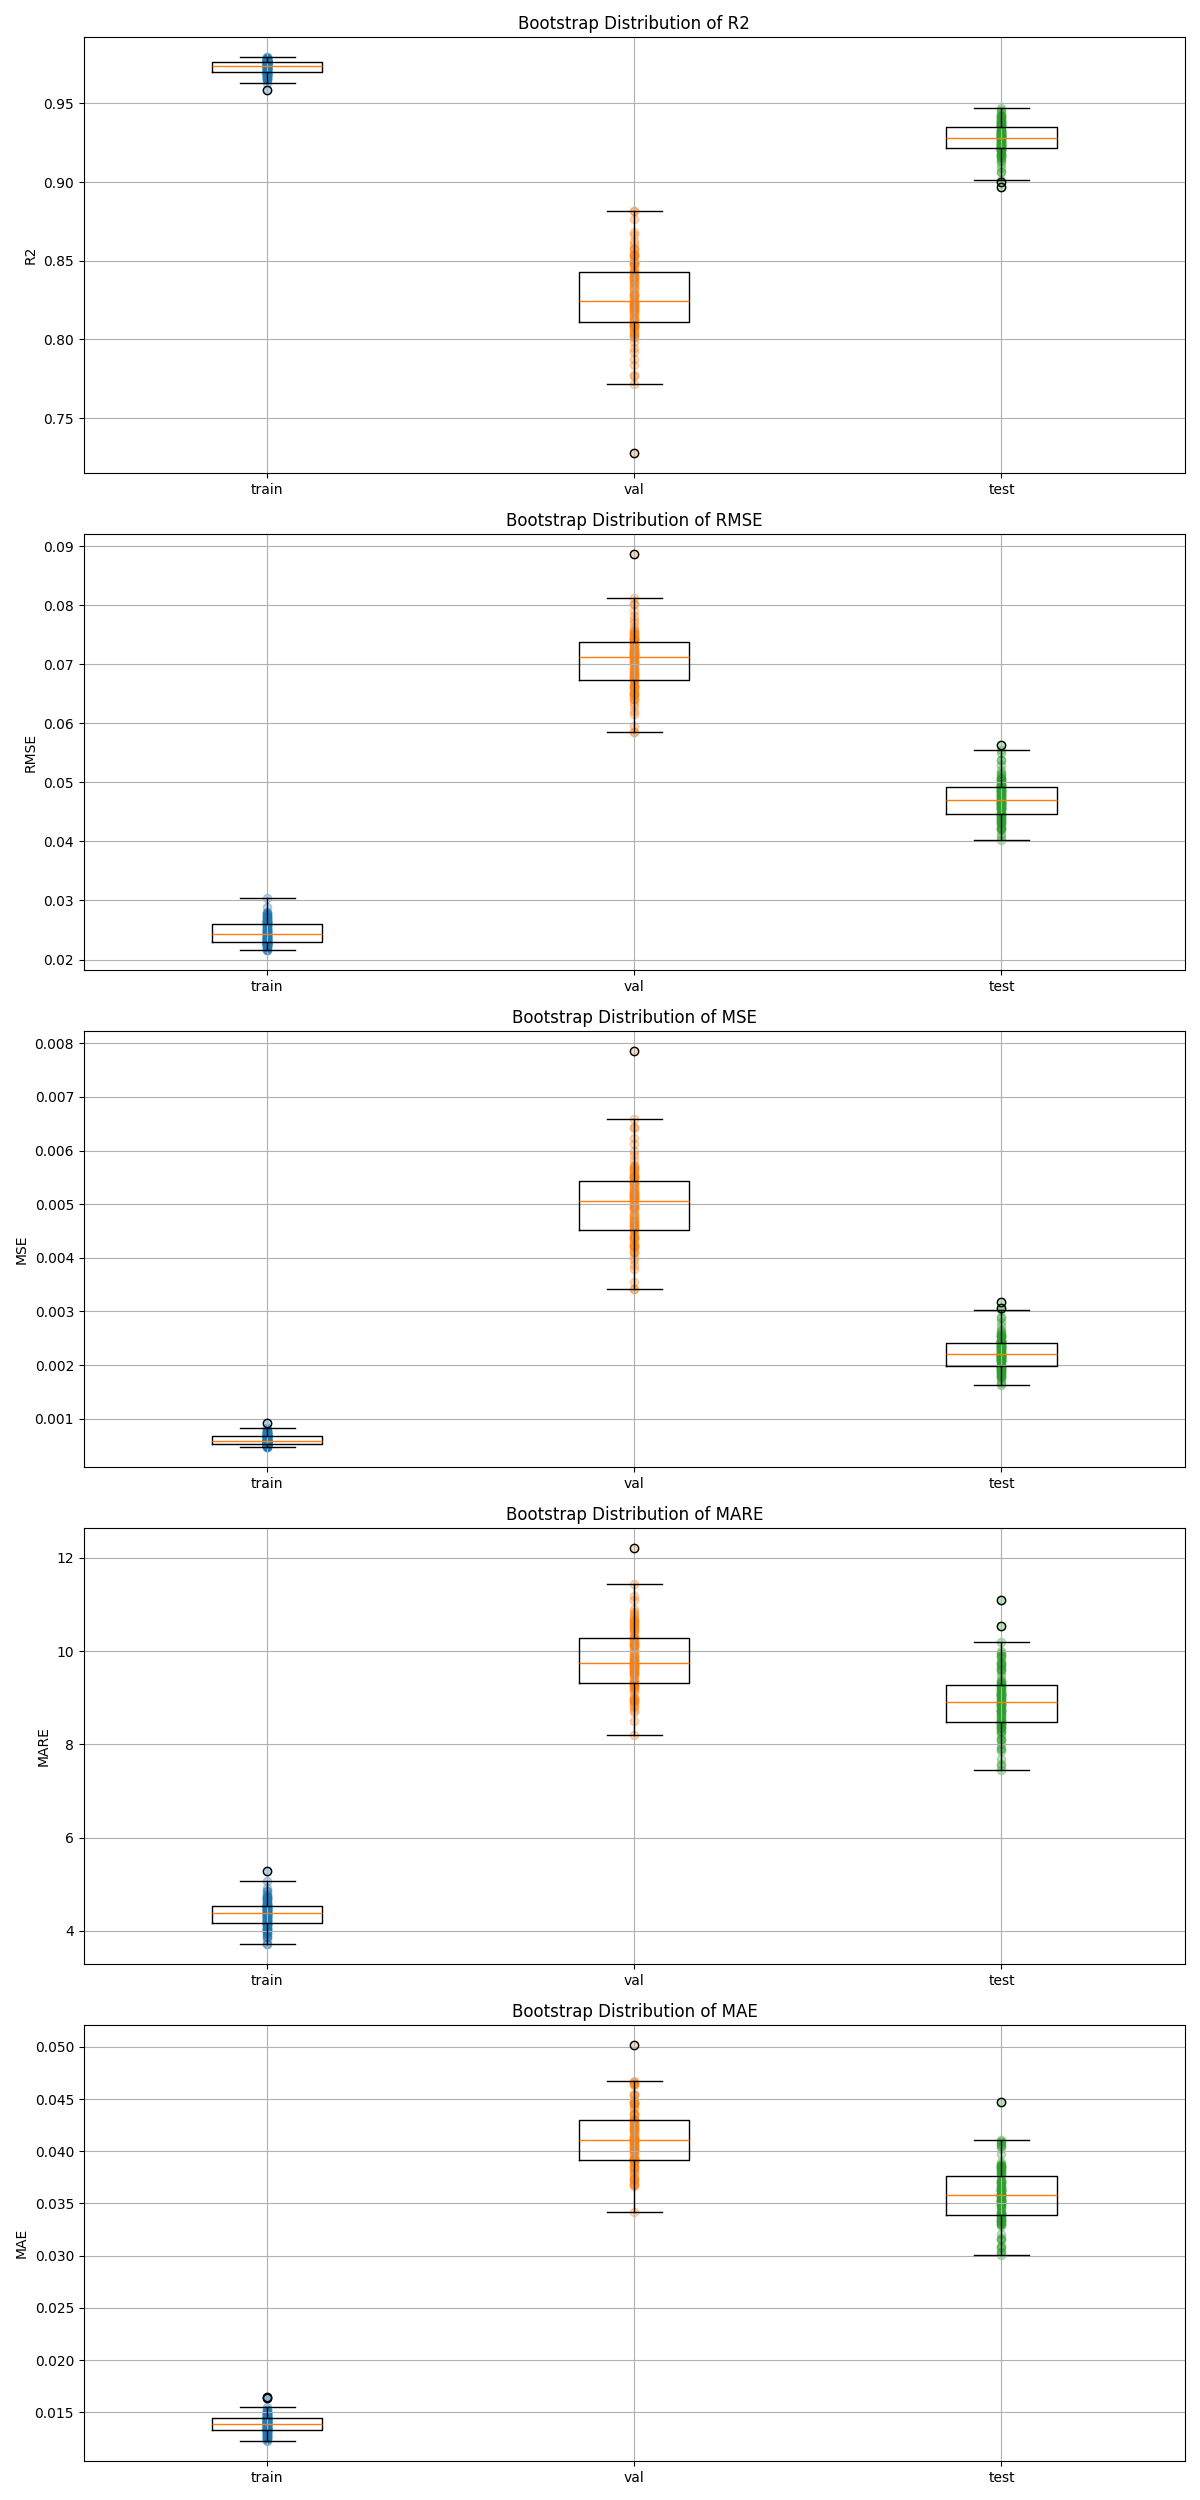 Bootstrap Distribution of R2
R2
0.95
0.90
0.85
0.80
0.75
train val test
Bootstrap Distribution of RMSE
RMSE
0.09
0.08
0.07
0.06
0.05
0.04
0.03
0.02
train val test
Bootstrap Distribution of MSE
MSE
0.008
0.007
0.006
0.005
0.004
0.003
0.002
0.001
train val test
Bootstrap Distribution of MARE
MARE
12
10
8
6
4
train val test
Bootstrap Distribution of MAE
MAE
0.050
0.045
0.040
0.035
0.030
0.025
0.020
0.015
train val test